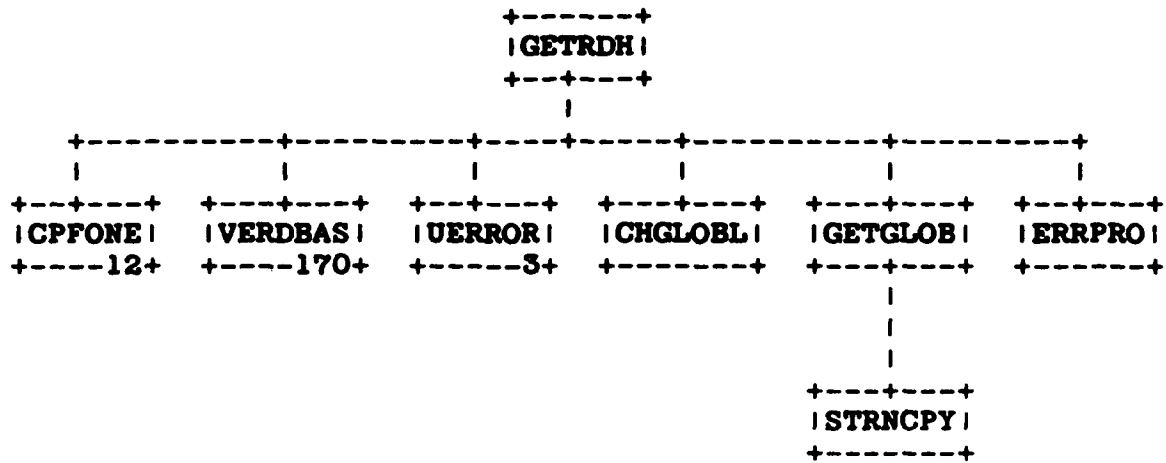 GETRDH
CPFONE VERDBAS UERROR CHGLOBL GETGLOB ERRPRO
12 170 3
STRNCPY